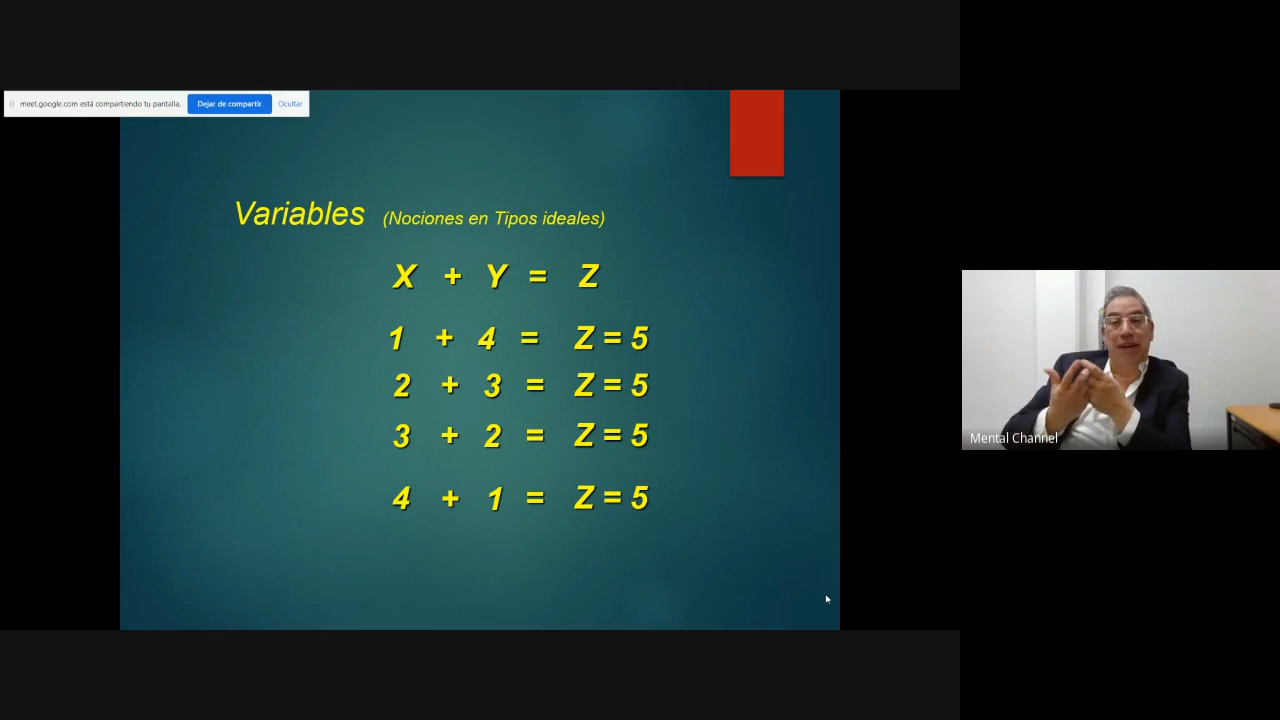 meet.google.com está compartiendo tu pantalla. Dejar de compartir Ocultar
Variables (Nociones en Tipos ideales)
X + Y = Z
1 + 4 = Z = 5
2 + 3 = Z = 5
3 + 2 = Z = 5
4 + 1 = Z = 5
Mental Channel